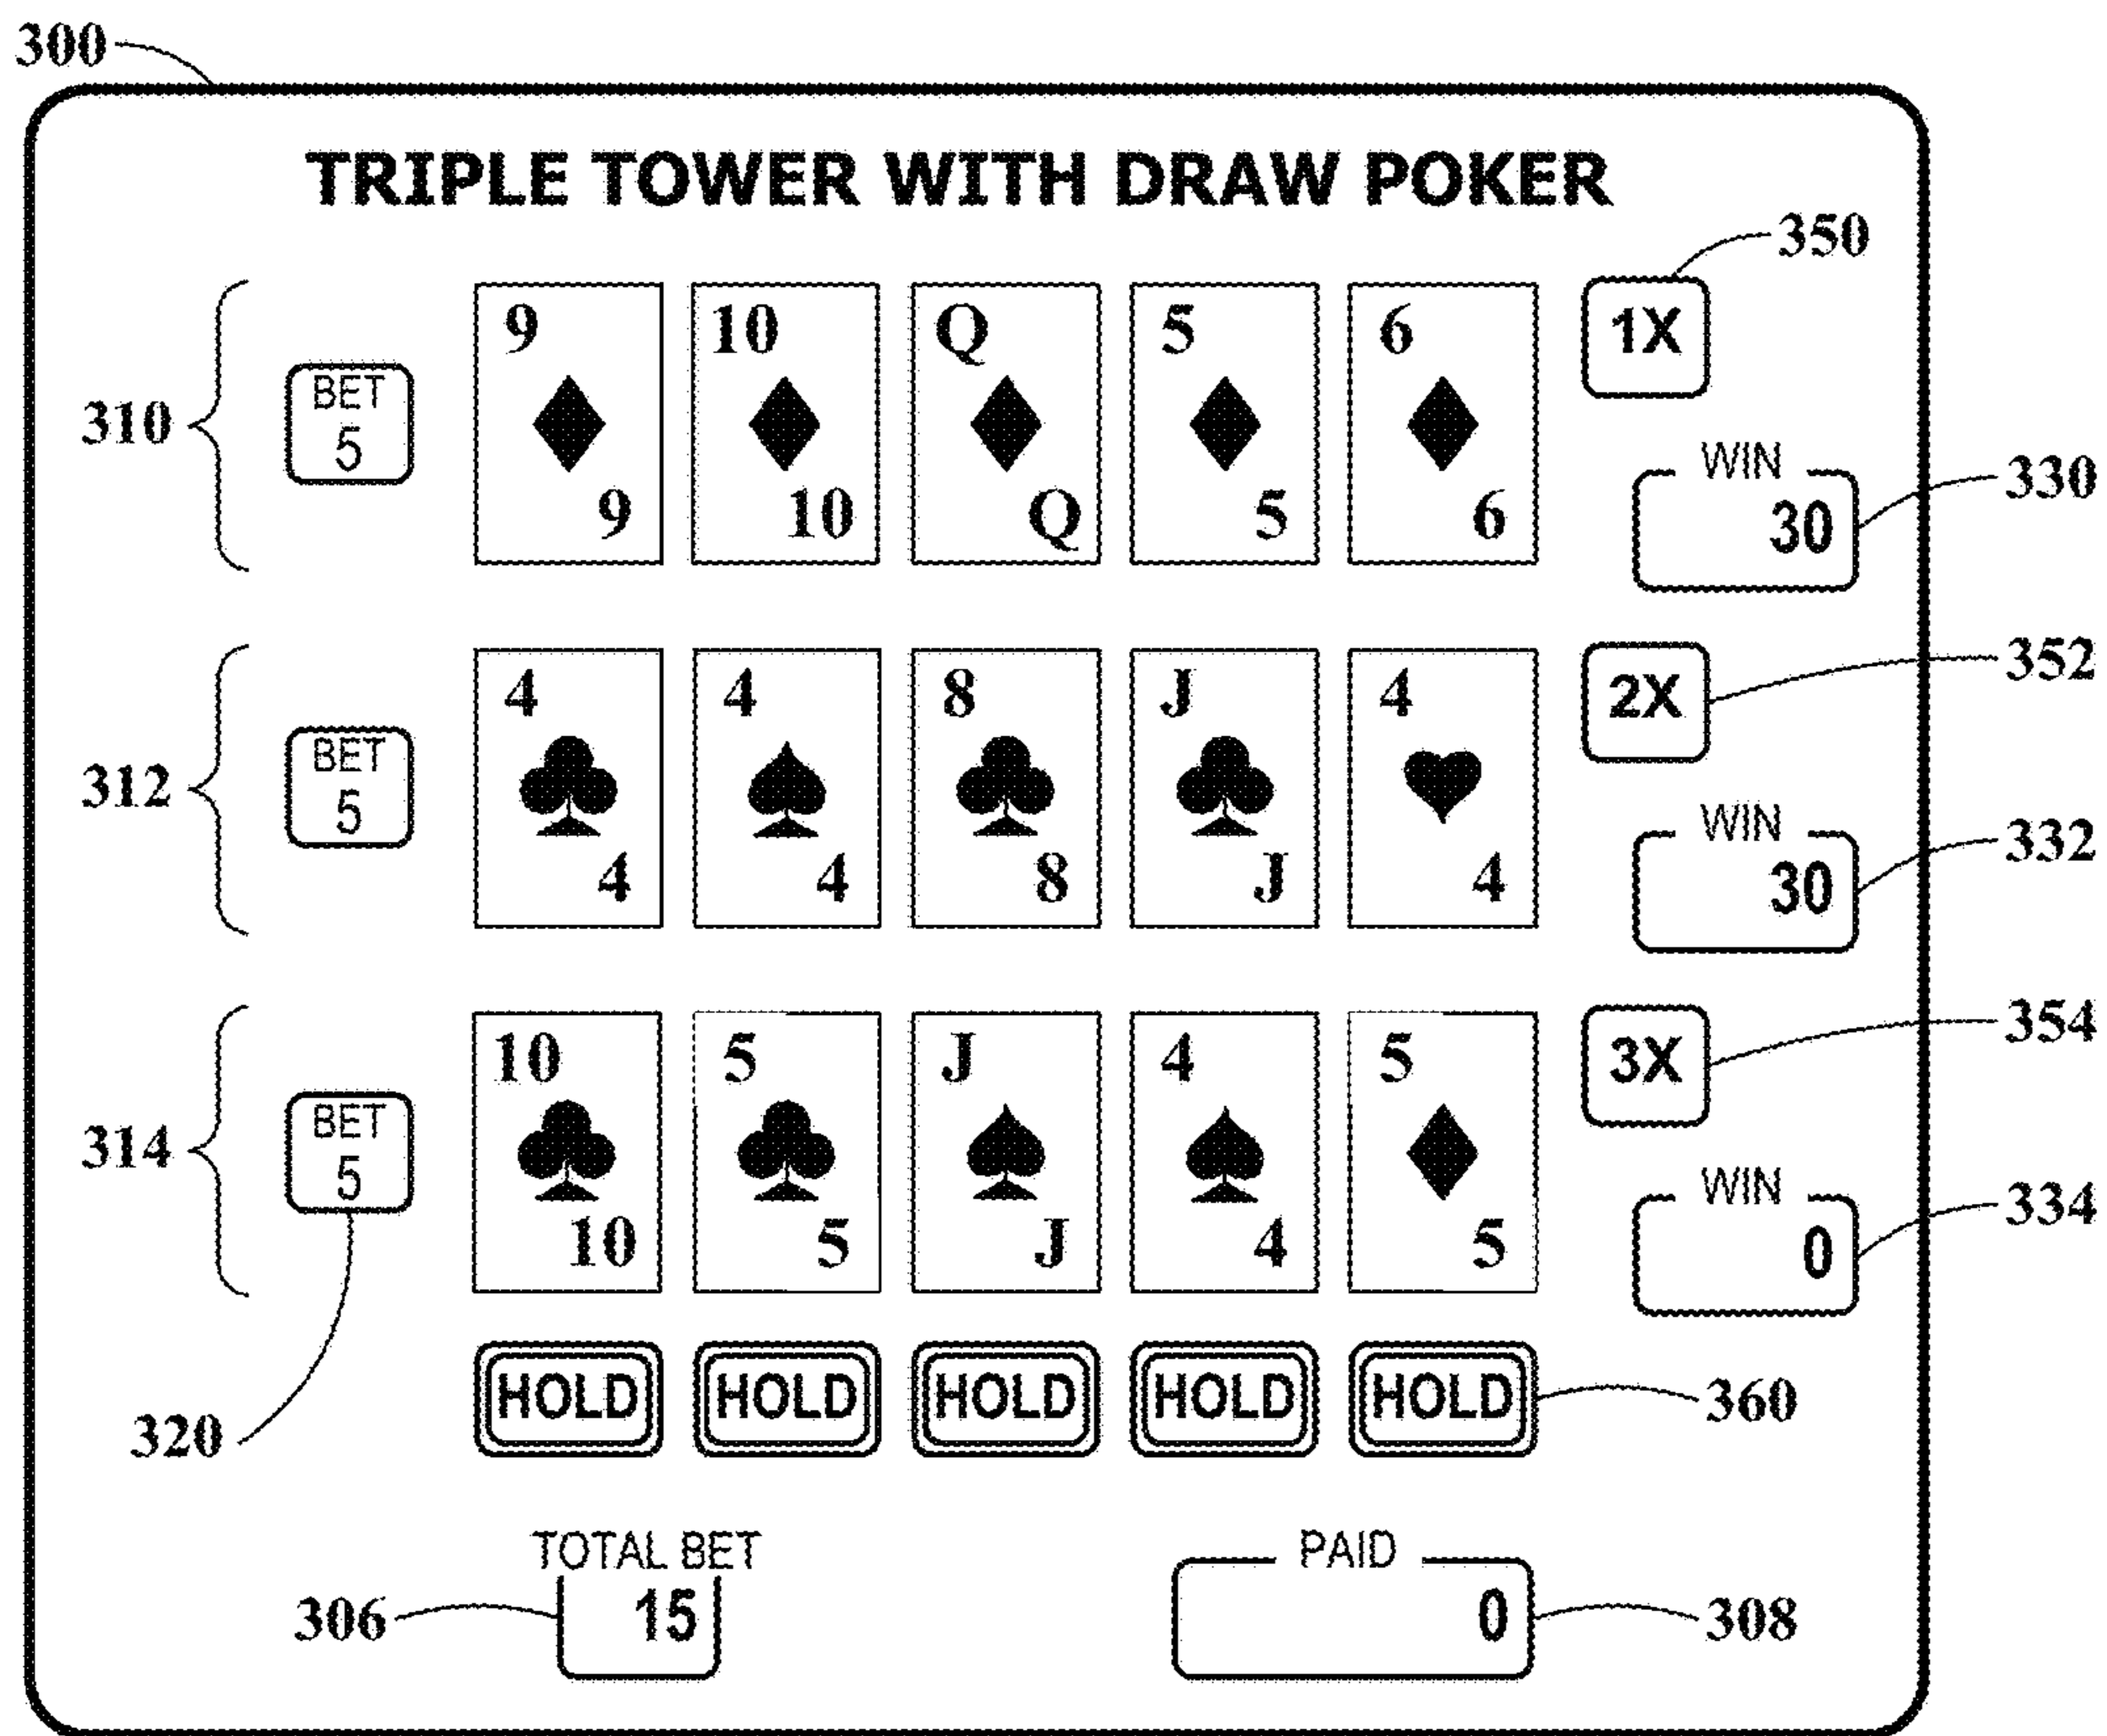 300
TRIPLE TOWER WITH DRAW POKER
350
9 10 Q 5 6 1X
BET
310 5
WIN
330
30
9 10 Q 5 6
352
4 4 8 J 4 2X
BET
312 5
WIN
332
30
4 4 8 J 4
354
10 5 J 4 5 3X
BET
314 5
WIN
334
0
10 5 J 4 5
HOLD HOLD HOLD HOLD HOLD 360
320
TOTAL BET PAID
306 15 0 308